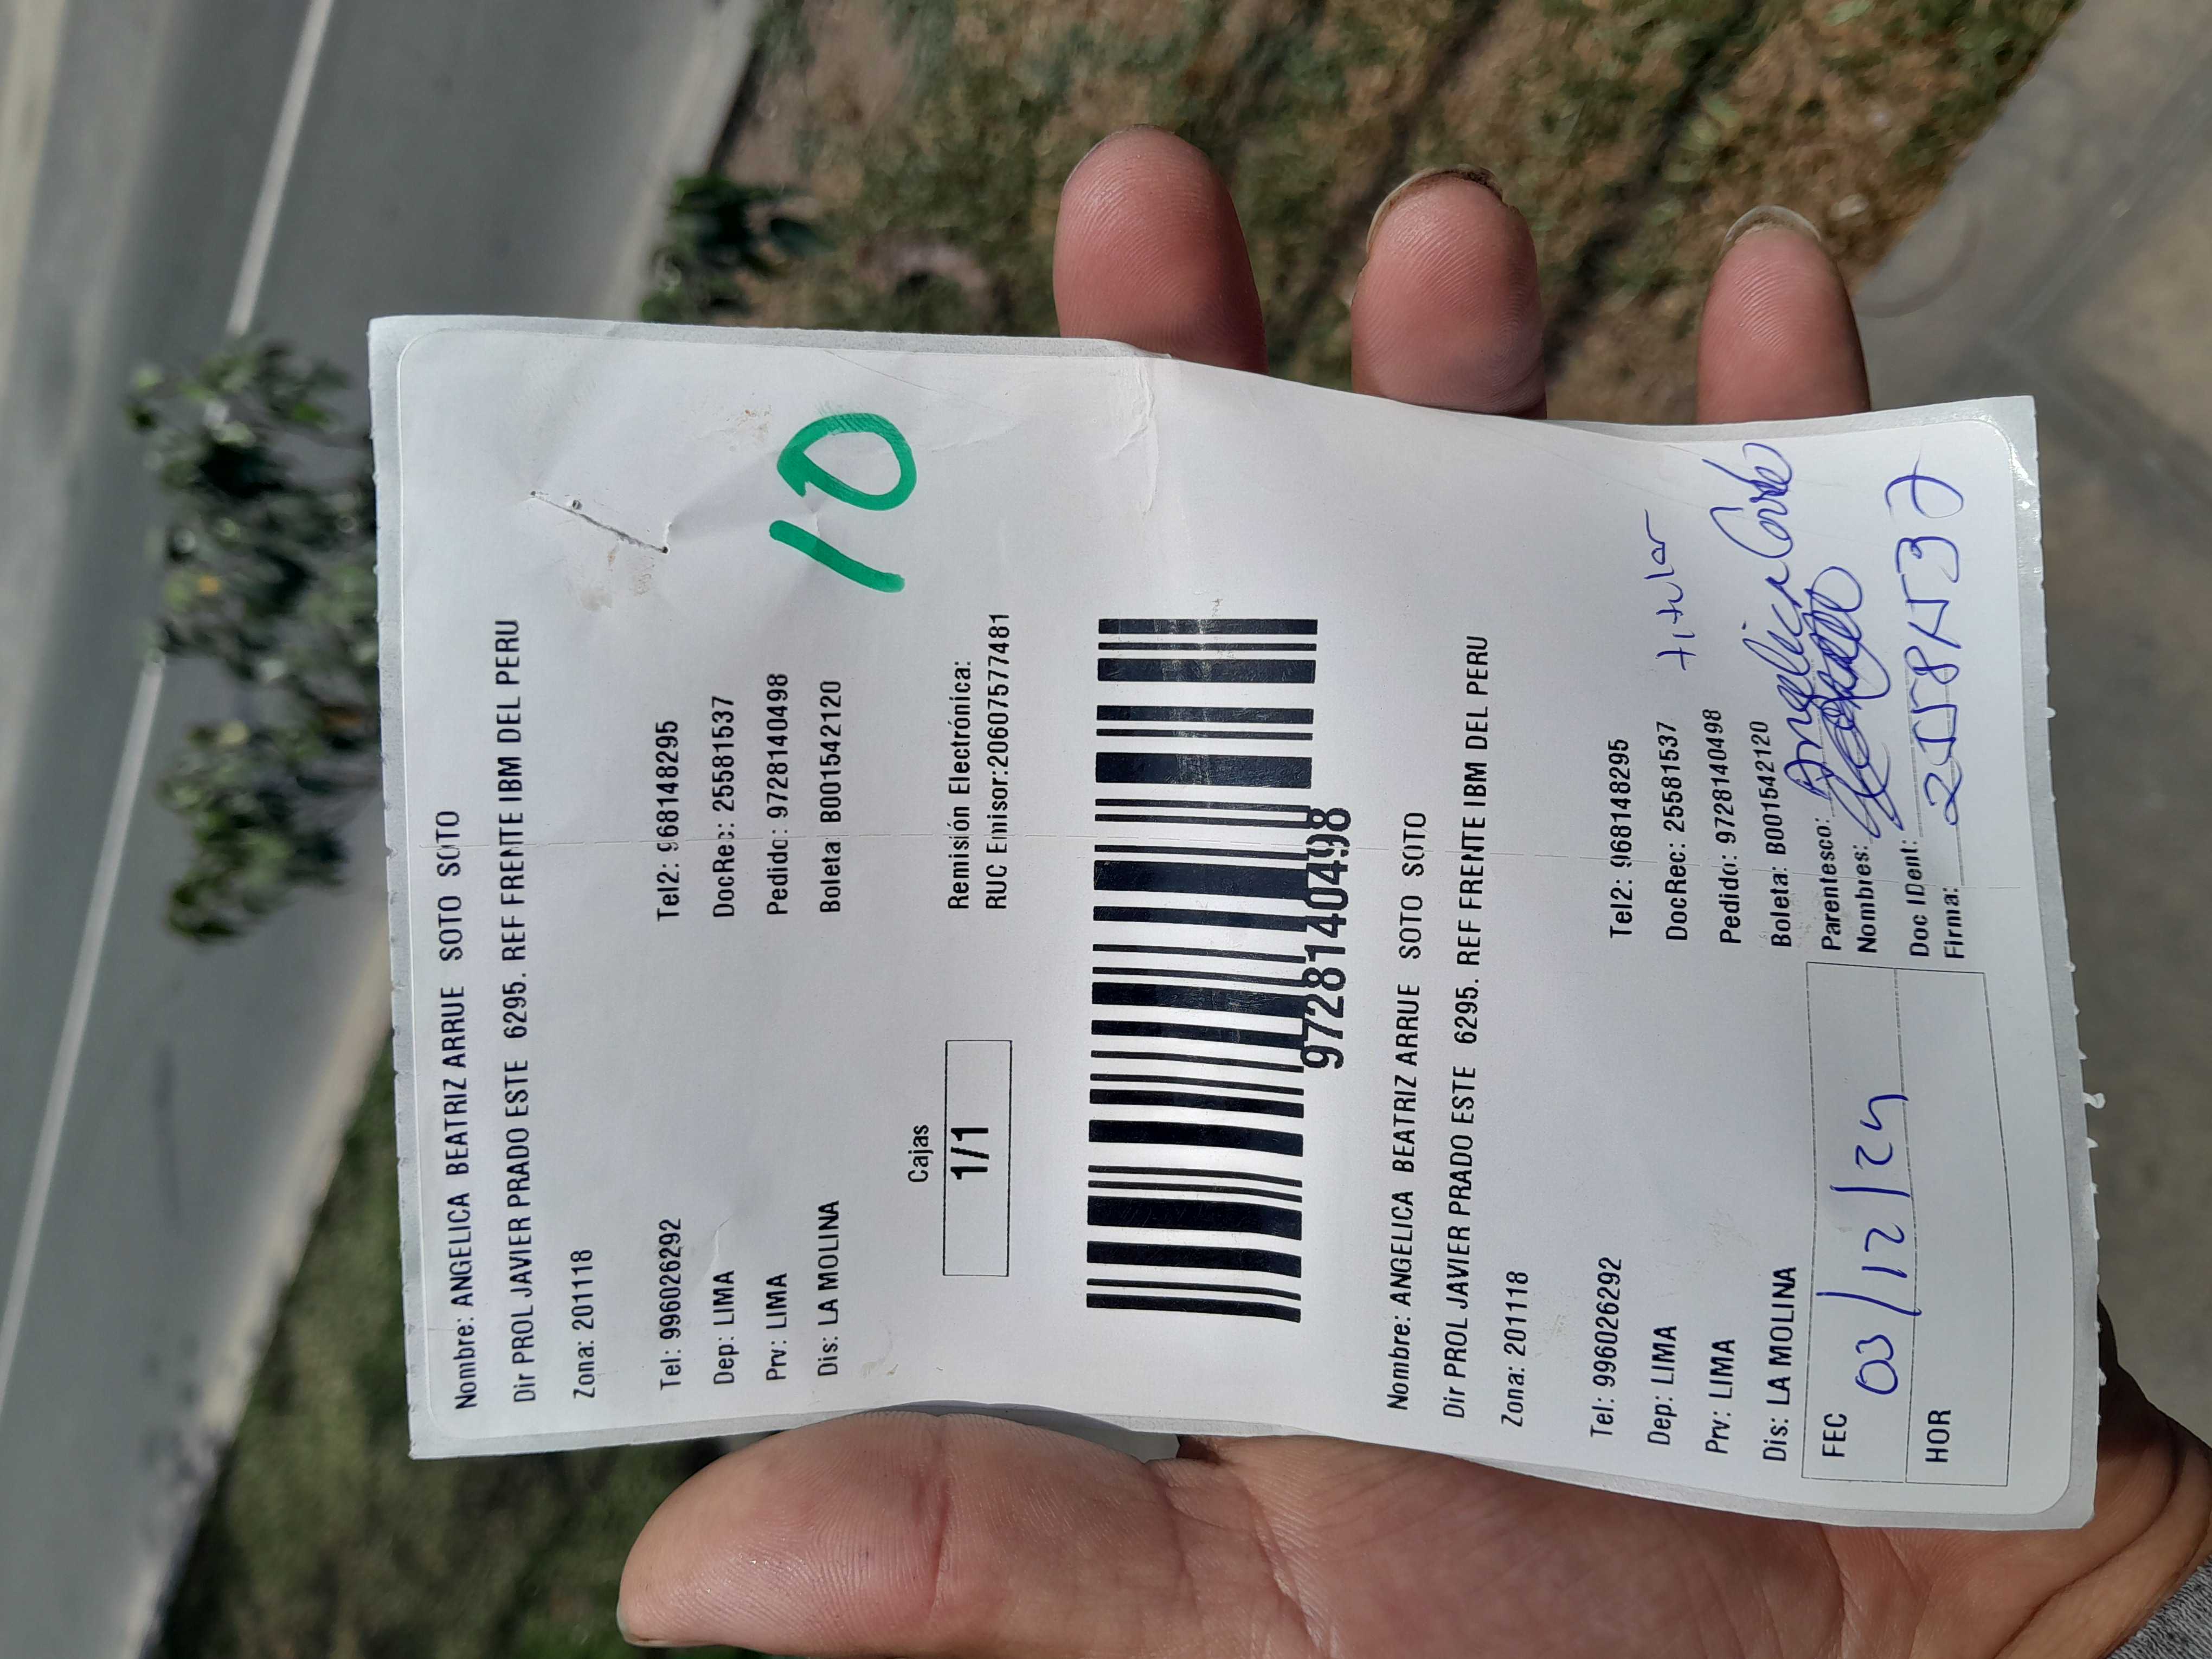 Nombre: ANGELICA BEATRIZ ARRUE SOTO SOTO
Dir PROL JAVIER PRADO ESTE 6295. REF FRENTE IBM DEL PERU
Zona: 201118
Tel: 996026292 Tel2: 968148295
Dep: LIMA DocRec: 25581537
Prv: LIMA Pedido: 9728140498
Dis: LA MOLINA Boleta: B001542120
10
Cajas
1/1
Remisión Electrónica:
RUC Emisor:20607577481
9728140498
Nombre: ANGELICA BEATRIZ ARRUE SOTO SOTO
Dir PROL JAVIER PRADO ESTE 6295. REF FRENTE IBM DEL PERU
Zona: 201118
Tel: 996026292 Tel2: 968148295
Dep: LIMA DocRec: 25581537
Prv: LIMA Pedido: 9728140498
Dis: LA MOLINA Boleta: B001542120
titular
FEC 03/12/24
HOR
Parentesco:
Nombres: Angelica
Doc IDent:
Firma: